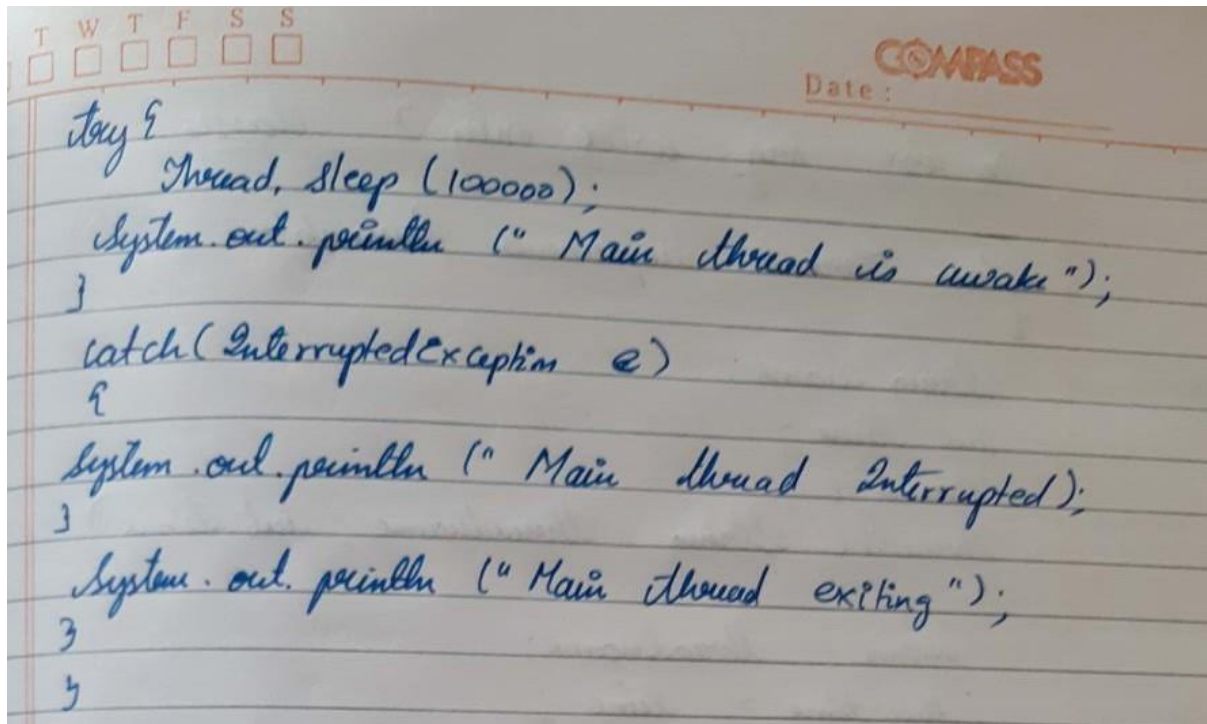 T W T F S S
COMPASS
Date :
try {
Thread, Sleep (100000);
System.out.println (" Main thread is awake");
}
catch( InterruptedException e)
{
System.out.println (" Main thread Interrupted);
}
System.out.println (" Main thread exiting");
}
}